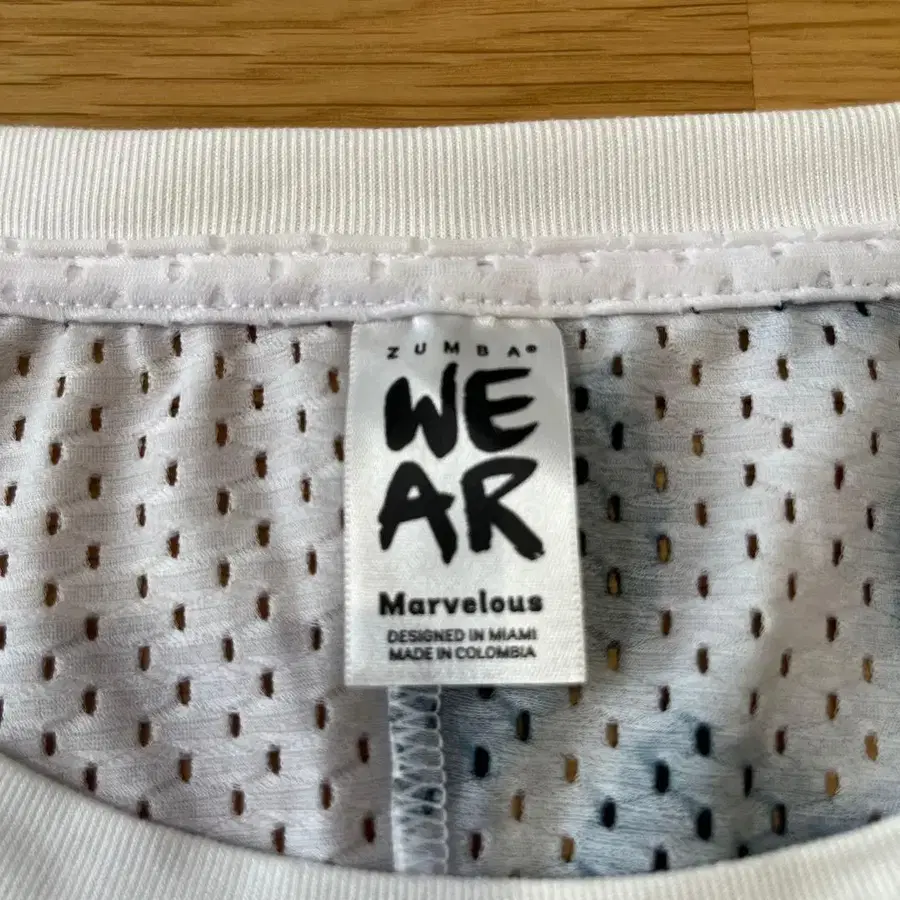 ZUMBA®
WE
AR
Marvelous
DESIGNED IN MIAMI
MADE IN COLOMBIA